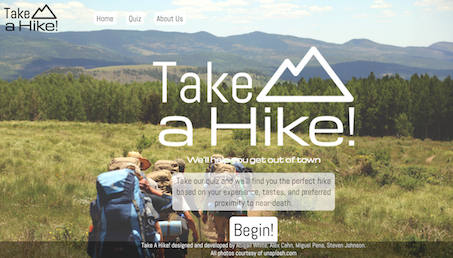 Take
a Hike!
Home Quiz About Us
Take
a Hike!
We'll help you get out of town
Take our quiz and we'll find you the perfect hike
based on your experience, tastes, and preferred
proximity to near-death.
Begin!
Take A Hike! designed and developed by Abigail White, Alex Cahn, Miguel Pena, Steven Johnson.
All photos courtesy of unsplash.com